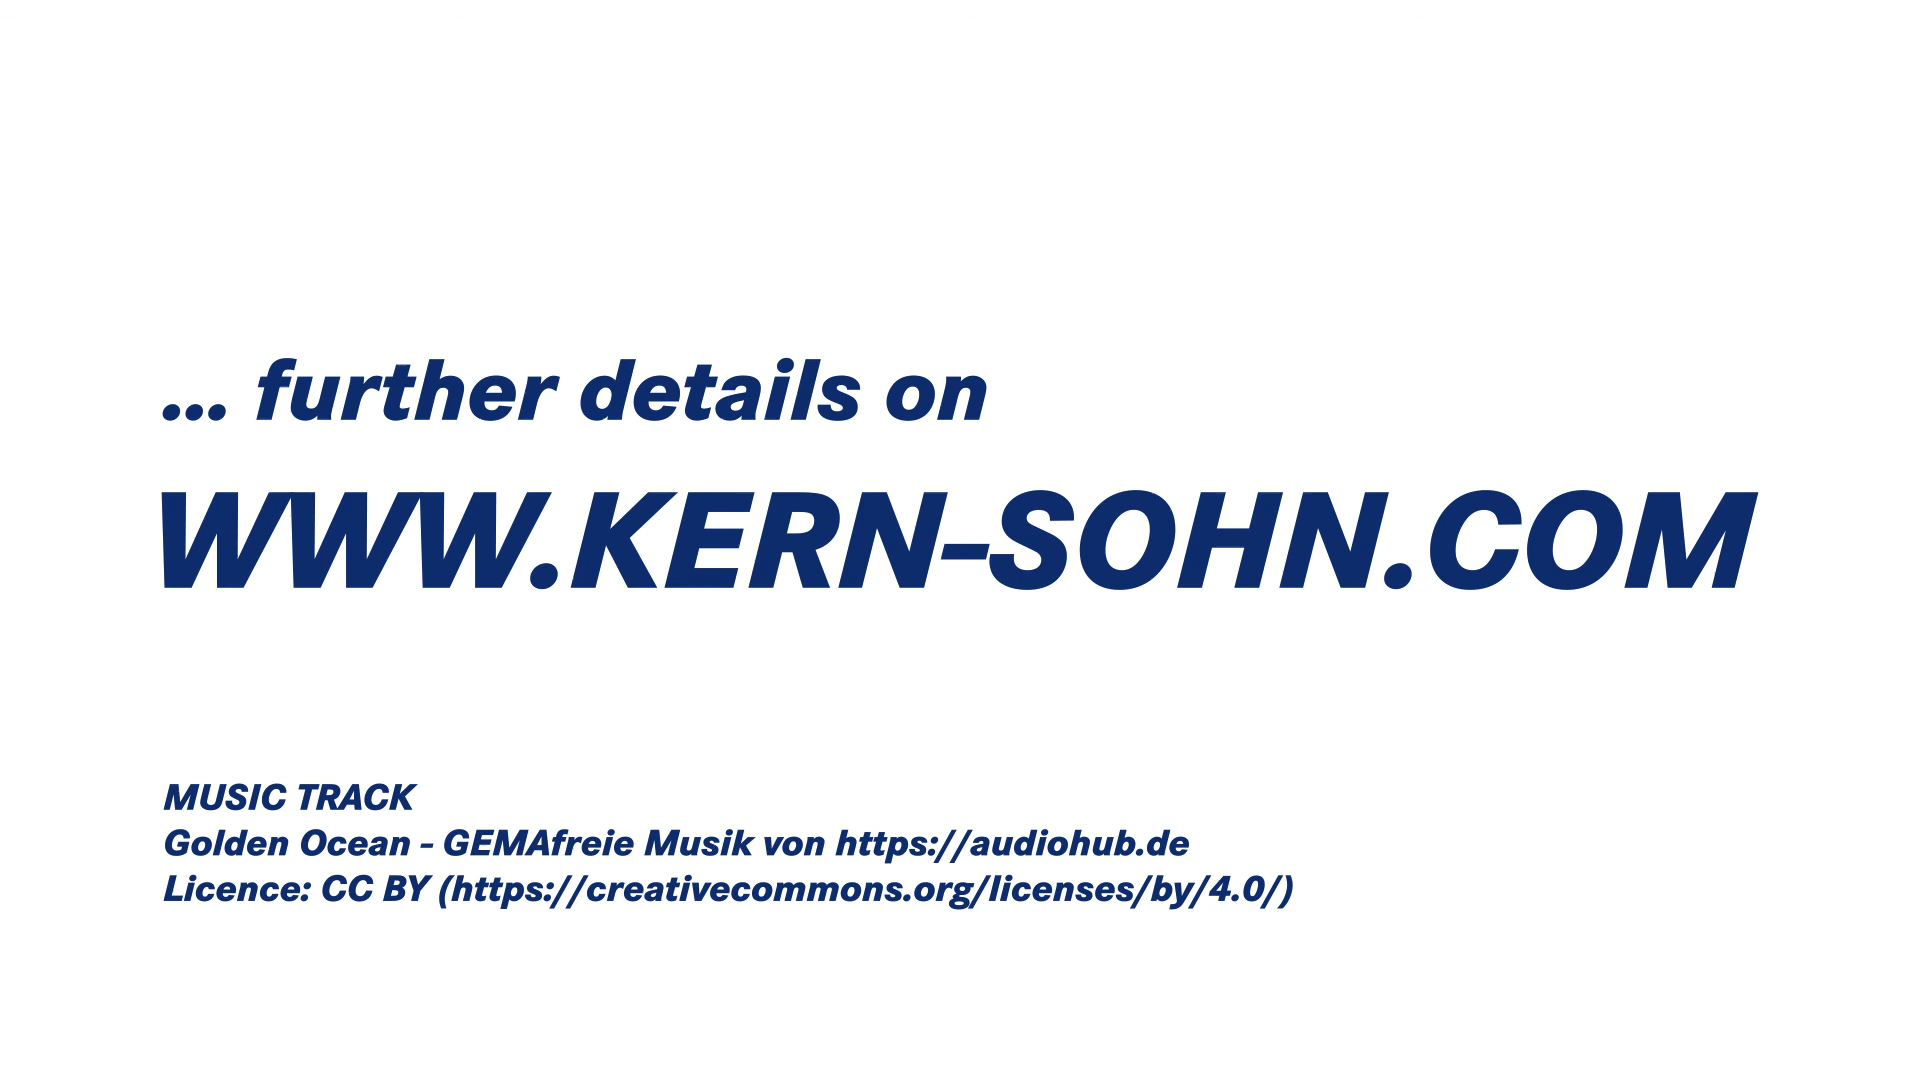 ... further details on
WWW.KERN-SOHN.COM
MUSIC TRACK
Golden Ocean - GEMAfreie Musik von https://audiohub.de
Licence: CC BY (https://creativecommons.org/licenses/by/4.0/)